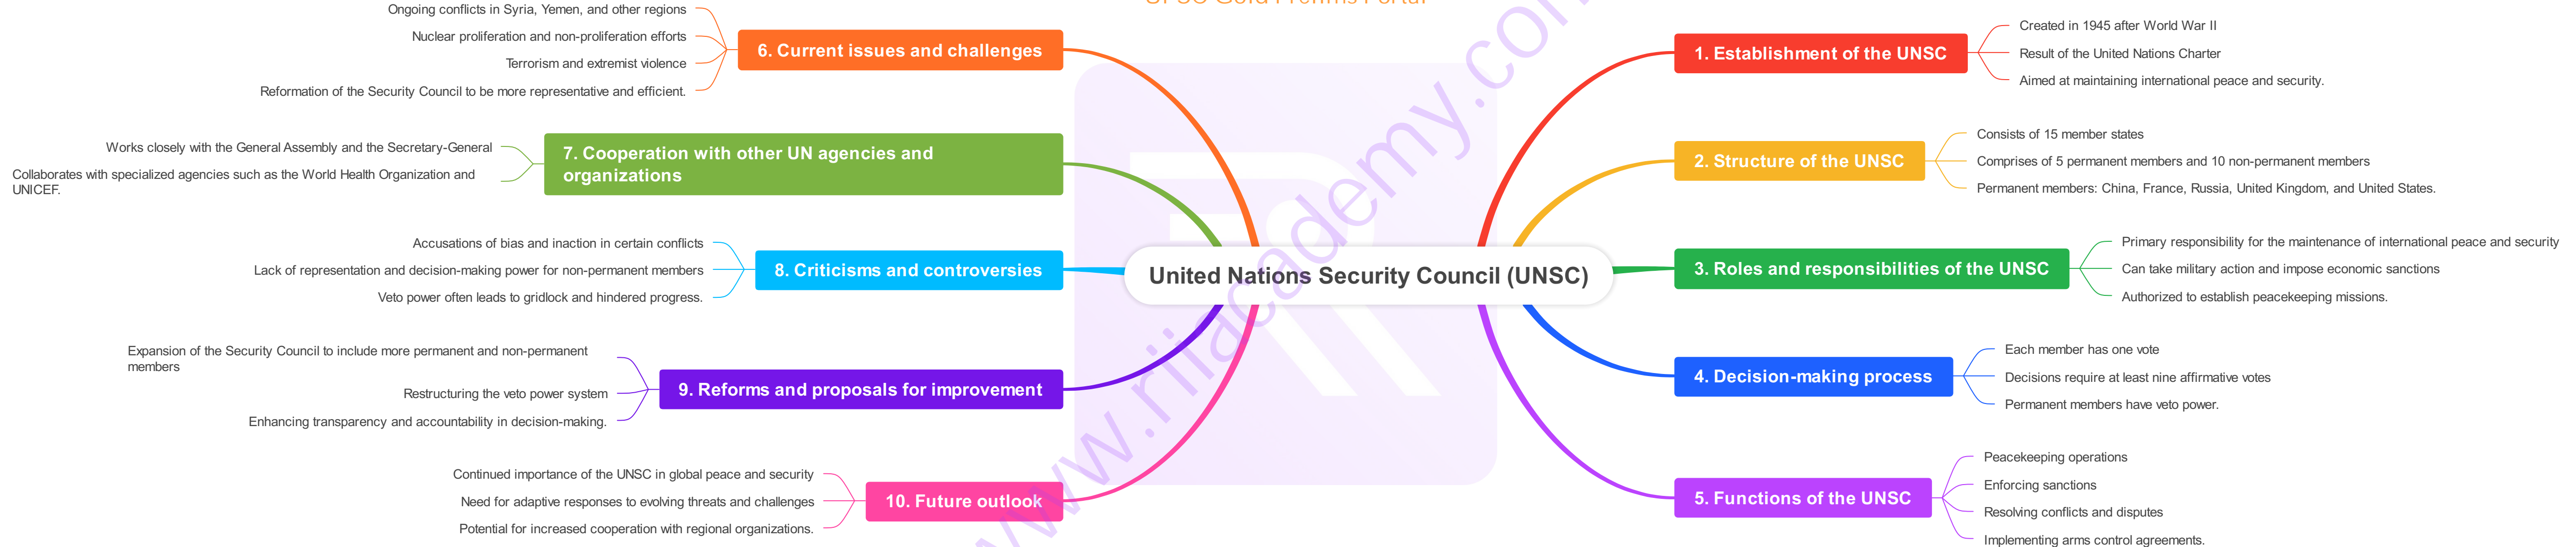 UPSC Gold Prelims Portal
United Nations Security Council (UNSC)
1. Establishment of the UNSC
Created in 1945 after World War II
Result of the United Nations Charter
Aimed at maintaining international peace and security.
2. Structure of the UNSC
Consists of 15 member states
Comprises of 5 permanent members and 10 non-permanent members
Permanent members: China, France, Russia, United Kingdom, and United States.
3. Roles and responsibilities of the UNSC
Primary responsibility for the maintenance of international peace and security
Can take military action and impose economic sanctions
Authorized to establish peacekeeping missions.
4. Decision-making process
Each member has one vote
Decisions require at least nine affirmative votes
Permanent members have veto power.
5. Functions of the UNSC
Peacekeeping operations
Enforcing sanctions
Resolving conflicts and disputes
Implementing arms control agreements.
6. Current issues and challenges
Ongoing conflicts in Syria, Yemen, and other regions
Nuclear proliferation and non-proliferation efforts
Terrorism and extremist violence
Reformation of the Security Council to be more representative and efficient.
7. Cooperation with other UN agencies and
organizations
Works closely with the General Assembly and the Secretary-General
Collaborates with specialized agencies such as the World Health Organization and
UNICEF.
8. Criticisms and controversies
Accusations of bias and inaction in certain conflicts
Lack of representation and decision-making power for non-permanent members
Veto power often leads to gridlock and hindered progress.
9. Reforms and proposals for improvement
Expansion of the Security Council to include more permanent and non-permanent
members
Restructuring the veto power system
Enhancing transparency and accountability in decision-making.
10. Future outlook
Continued importance of the UNSC in global peace and security
Need for adaptive responses to evolving threats and challenges
Potential for increased cooperation with regional organizations.